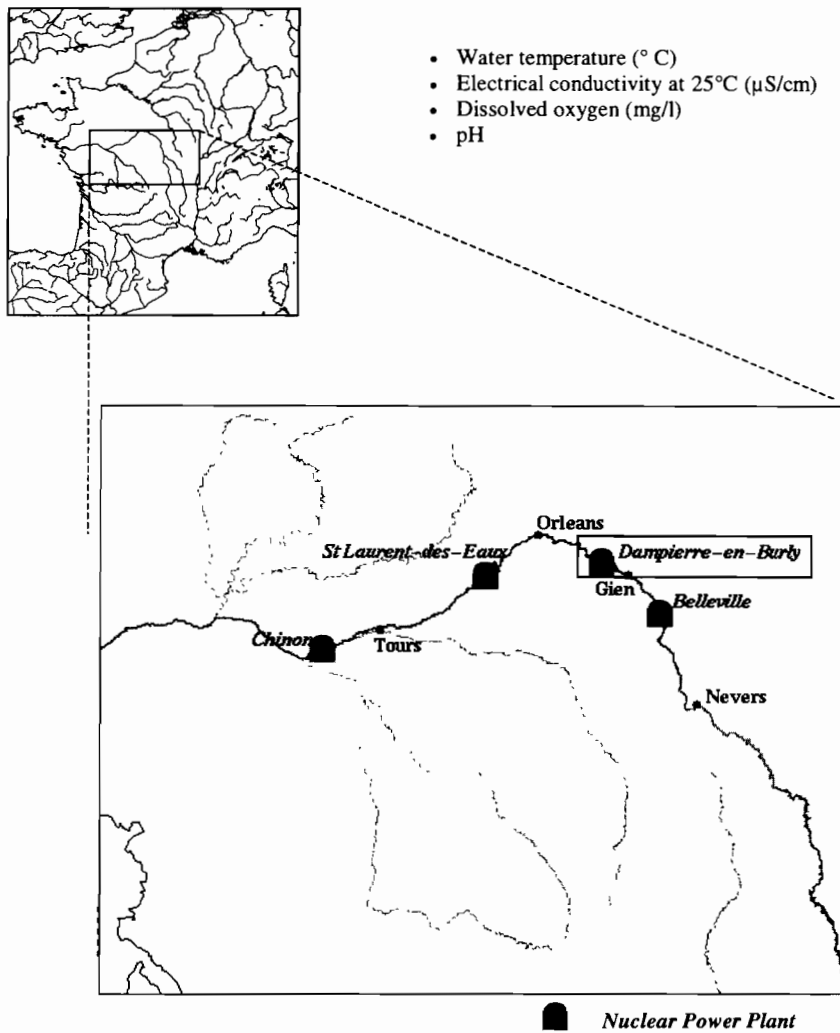 • Water temperature (° C)
• Electrical conductivity at 25°C (µS/cm)
• Dissolved oxygen (mg/l)
• pH
Orleans
St Laurent-des-Eaux
Dampierre-en-Burly
Gien
Belleville
Chinon
Tours
Nevers
Nuclear Power Plant